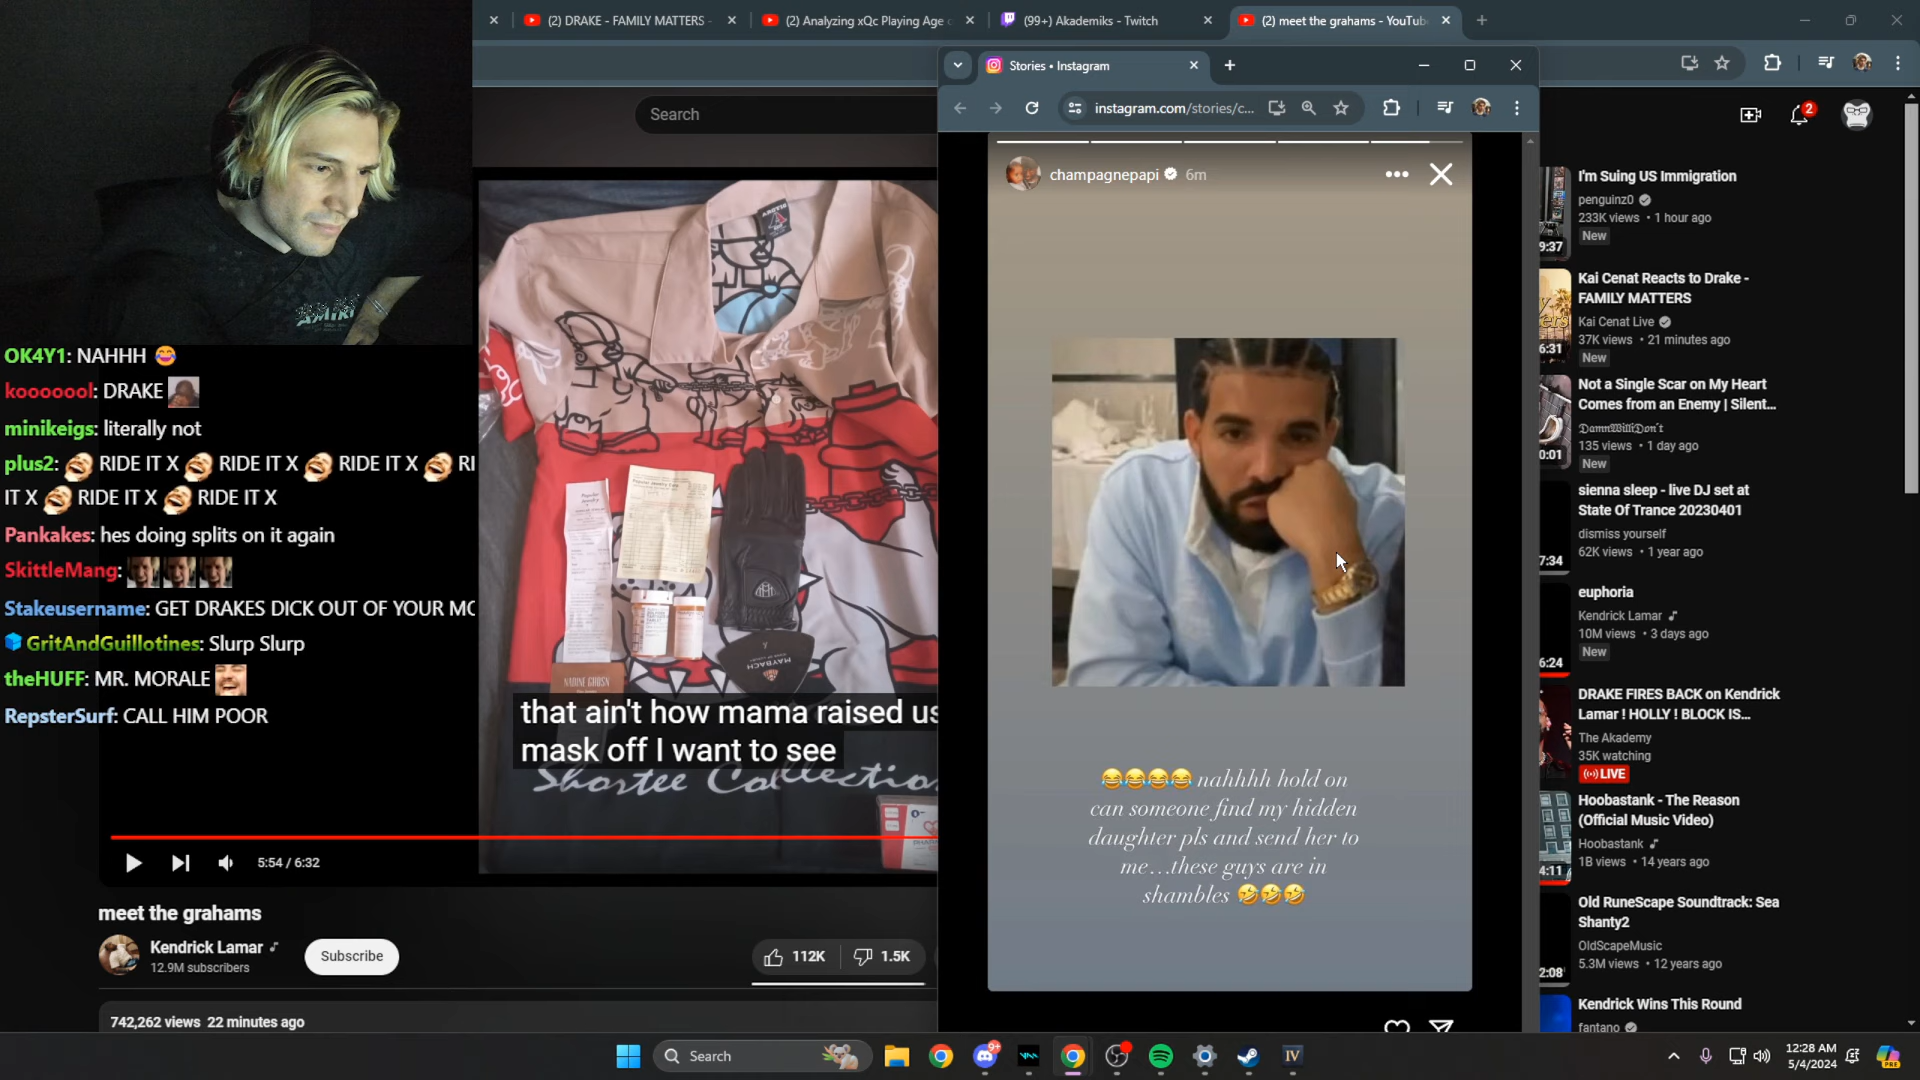 (2) DRAKE - FAMILY MATTERS -
(2) Analyzing xQc Playing Age o
(99+) Akademiks - Twitch
(2) meet the grahams - YouTub
Stories • Instagram
instagram.com/stories/c...
Search
2
champagnepapi 6m
OK4Y1: NAHHH 😂
kooooool: DRAKE
minikeigs: literally not
plus2: RIDE IT X RIDE IT X RIDE IT X RI
IT X RIDE IT X RIDE IT X
Pankakes: hes doing splits on it again
SkittleMang:
Stakeusername: GET DRAKES DICK OUT OF YOUR MO
GritAndGuillotines: Slurp Slurp
theHUFF: MR. MORALE
RepsterSurf: CALL HIM POOR
MAYBACH
that ain't how mama raised us
mask off I want to see
Shortee Collection
5:54 / 6:32
meet the grahams
Kendrick Lamar
12.9M subscribers
Subscribe
112K
1.5K
742,262 views 22 minutes ago
😂😂😂😂 nahhhh hold on
can someone find my hidden
daughter pls and send her to
me...these guys are in
shambles 🤣🤣🤣
I'm Suing US Immigration
penguinz0
233K views • 1 hour ago
New
9:37
Kai Cenat Reacts to Drake -
FAMILY MATTERS
Kai Cenat Live
37K views • 21 minutes ago
New
6:31
Not a Single Scar on My Heart
Comes from an Enemy | Silent...
𝔇𝔞𝔪𝔫𝔚𝔦𝔩𝔩𝔦𝔇𝔬𝔫'𝔱
135 views • 1 day ago
New
0:01
sienna sleep - live DJ set at
State Of Trance 20230401
dismiss yourself
62K views • 1 year ago
7:34
euphoria
Kendrick Lamar
10M views • 3 days ago
New
6:24
DRAKE FIRES BACK on Kendrick
Lamar ! HOLLY ! BLOCK IS...
The Akademy
35K watching
LIVE
Hoobastank - The Reason
(Official Music Video)
Hoobastank
1B views • 14 years ago
4:11
Old RuneScape Soundtrack: Sea
Shanty2
OldScapeMusic
5.3M views • 12 years ago
2:08
Kendrick Wins This Round
fantano
Search
9+
IV
12:28 AM
5/4/2024